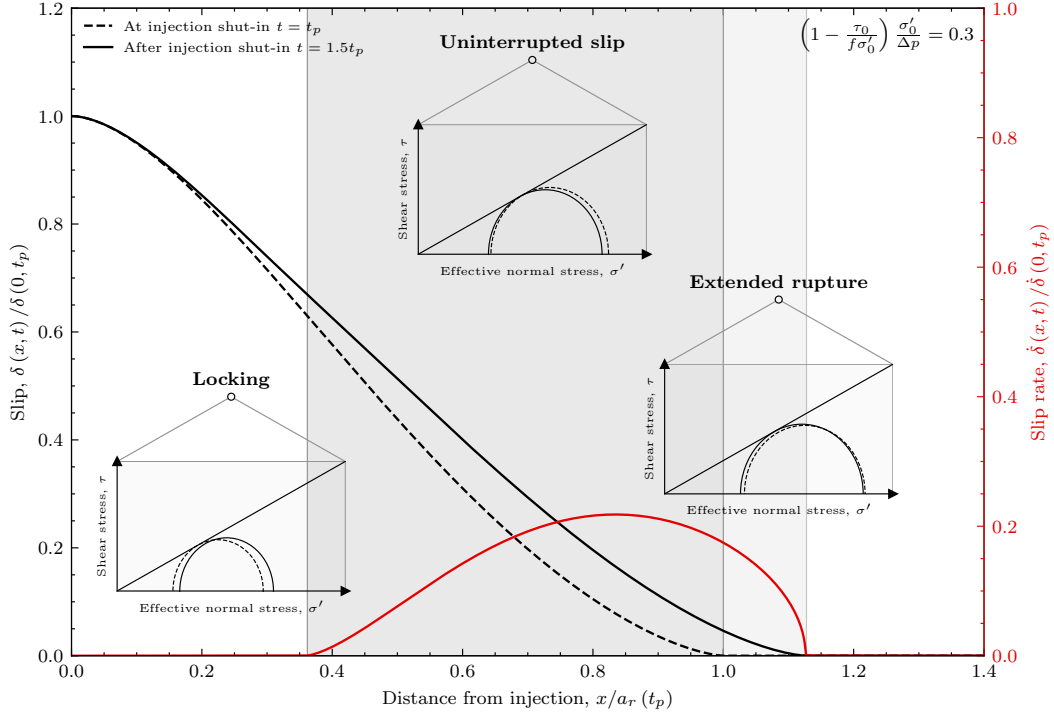 At injection shut-in t = t_p
After injection shut-in t = 1.5t_p
(1 − τ_0/(fσ′_0)) σ′_0/Δp = 0.3
Uninterrupted slip
Shear stress, τ
Effective normal stress, σ′
Extended rupture
Shear stress, τ
Effective normal stress, σ′
Locking
Shear stress, τ
Effective normal stress, σ′
Slip, δ (x, t) /δ (0, t_p)
1.2
1.0
0.8
0.6
0.4
0.2
0.0
Slip rate, δ̇ (x, t) /δ̇ (0, t_p)
1.0
0.8
0.6
0.4
0.2
0.0
0.0 0.2 0.4 0.6 0.8 1.0 1.2 1.4
Distance from injection, x/a_r (t_p)